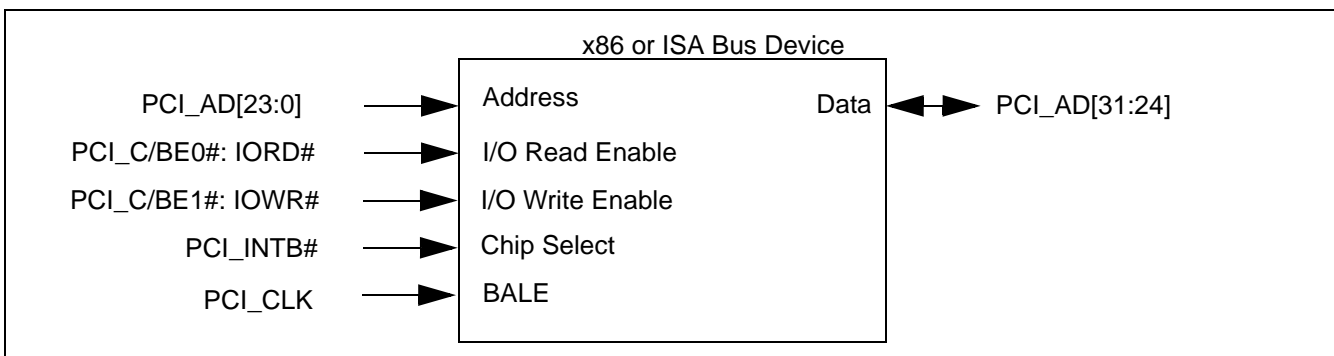 x86 or ISA Bus Device
PCI_AD[23:0] Address Data PCI_AD[31:24]
PCI_C/BE0#: IORD# I/O Read Enable
PCI_C/BE1#: IOWR# I/O Write Enable
PCI_INTB# Chip Select
PCI_CLK BALE